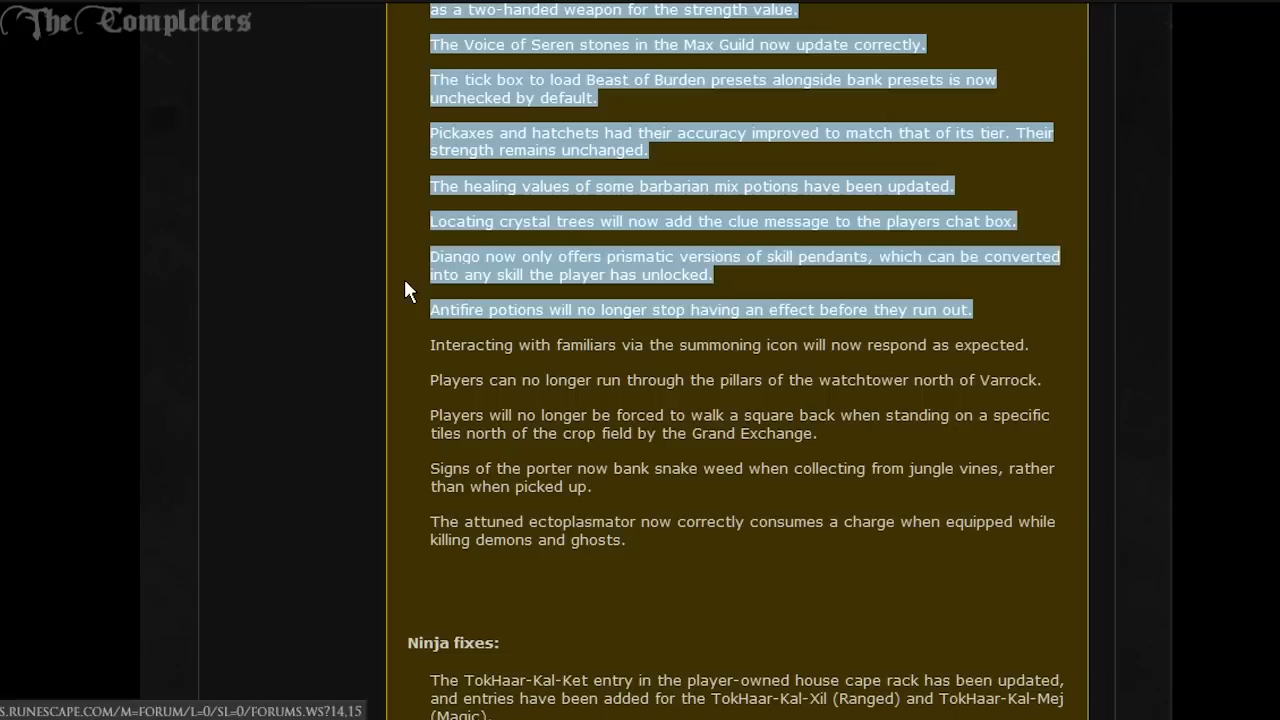 The Completers
as a two-handed weapon for the strength value.
The Voice of Seren stones in the Max Guild now update correctly.
The tick box to load Beast of Burden presets alongside bank presets is now
unchecked by default.
Pickaxes and hatchets had their accuracy improved to match that of its tier. Their
strength remains unchanged.
The healing values of some barbarian mix potions have been updated.
Locating crystal trees will now add the clue message to the players chat box.
Diango now only offers prismatic versions of skill pendants, which can be converted
into any skill the player has unlocked.
Antifire potions will no longer stop having an effect before they run out.
Interacting with familiars via the summoning icon will now respond as expected.
Players can no longer run through the pillars of the watchtower north of Varrock.
Players will no longer be forced to walk a square back when standing on a specific
tiles north of the crop field by the Grand Exchange.
Signs of the porter now bank snake weed when collecting from jungle vines, rather
than when picked up.
The attuned ectoplasmator now correctly consumes a charge when equipped while
killing demons and ghosts.
Ninja fixes:
The TokHaar-Kal-Ket entry in the player-owned house cape rack has been updated,
and entries have been added for the TokHaar-Kal-Xil (Ranged) and TokHaar-Kal-Mej
(Magic).
S.RUNESCAPE.COM/M=FORUM/L=0/SL=0/FORUMS.WS?14,15